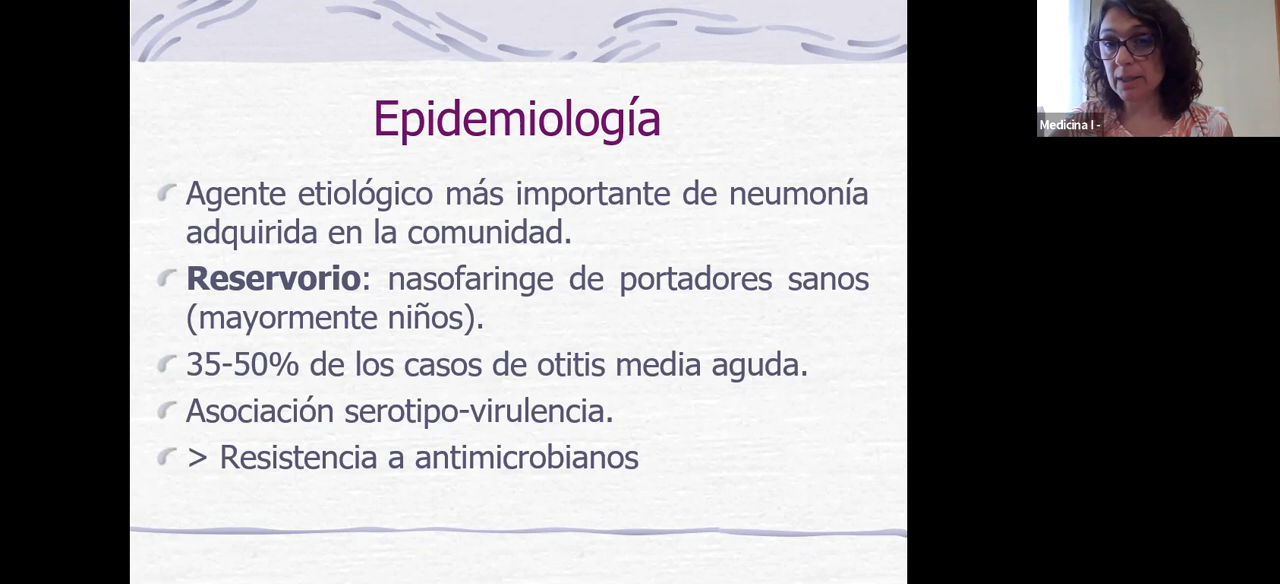 Epidemiología
Agente etiológico más importante de neumonía
adquirida en la comunidad.
Reservorio: nasofaringe de portadores sanos
(mayormente niños).
35-50% de los casos de otitis media aguda.
Asociación serotipo-virulencia.
> Resistencia a antimicrobianos
Medicina I -